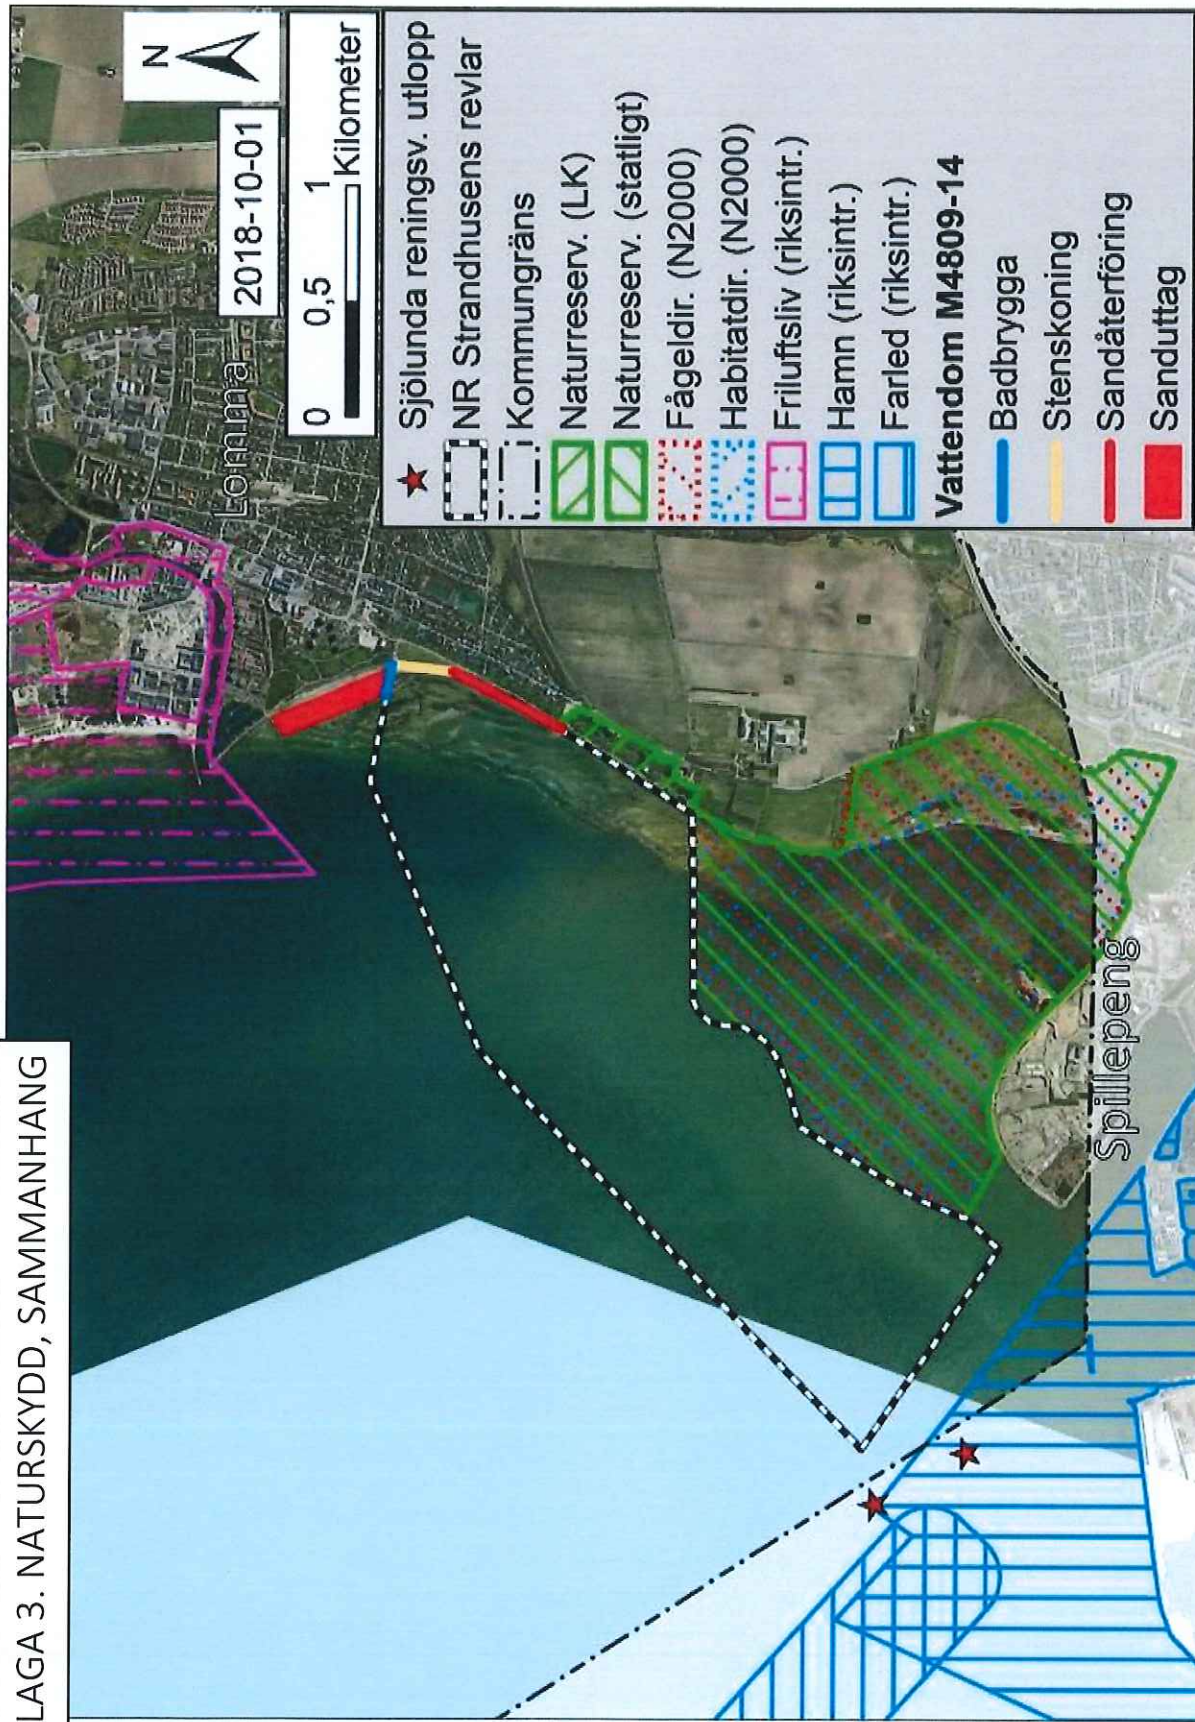 LAGA 3. NATURSKYDD, SAMMANHANG
N
2018-10-01
0 0,5 1
Kilometer
Sjölunda reningsv. utlopp
NR Strandhusens revlar
Kommungräns
Naturreserv. (LK)
Naturreserv. (statligt)
Fågeldir. (N2000)
Habitatdir. (N2000)
Friluftsliv (riksintr.)
Hamn (riksintr.)
Farled (riksintr.)
Vattendom M4809-14
Badbrygga
Stenskoning
Sandåterföring
Sanduttag
Lomma
Spillepeng